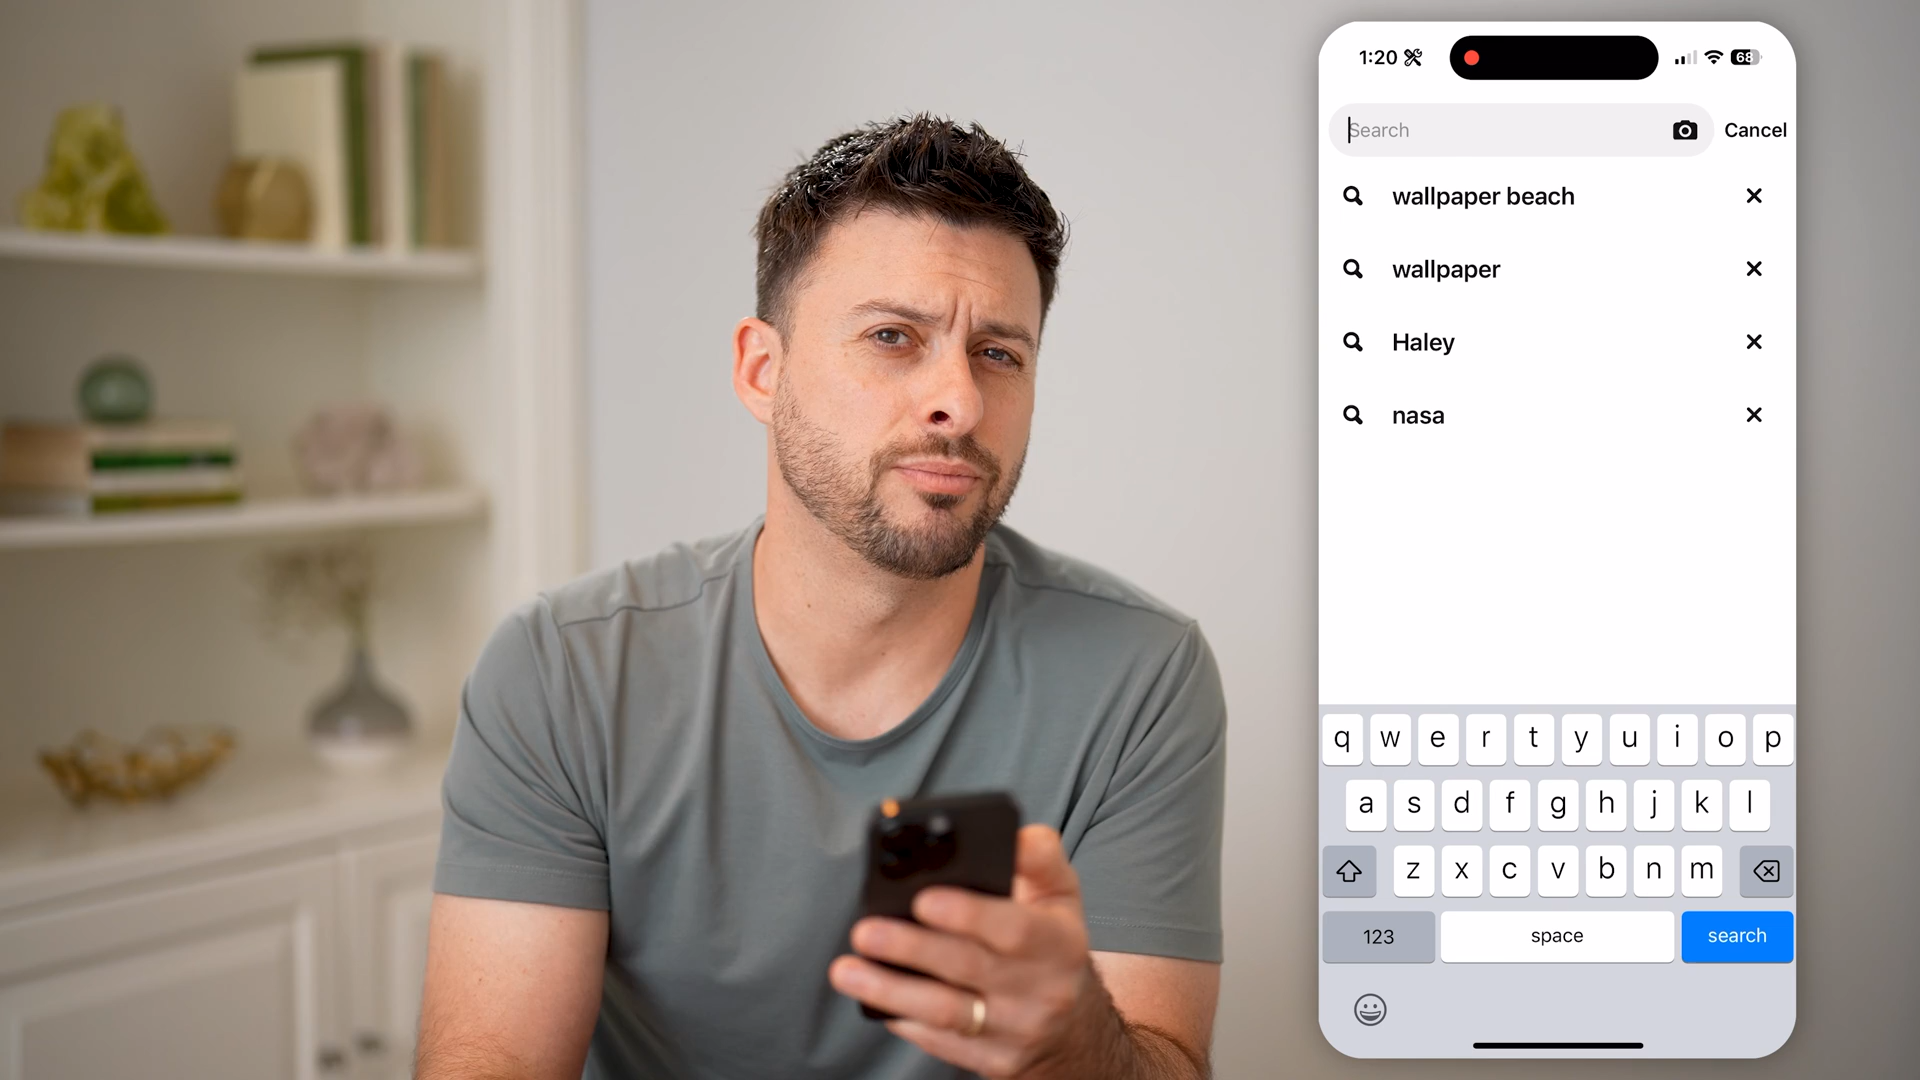 1:20
68
Search
Cancel
wallpaper beach
wallpaper
Haley
nasa
q w e r t y u i o p
a s d f g h j k l
z x c v b n m
123 space search